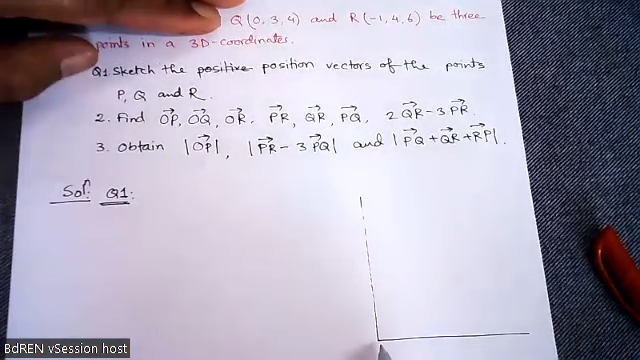 Q(0,3,4) and R(-1,4,6) be three
points in a 3D-coordinates.
Q1 Sketch the positive position vectors of the points
P, Q and R.
2. Find OP, OQ, OR. PR, QR, PQ, 2QR-3PR.
3. Obtain |OP|, |PR-3PQ| and |PQ+QR+RP|.
Solⁿ: Q1:
BdREN vSession host